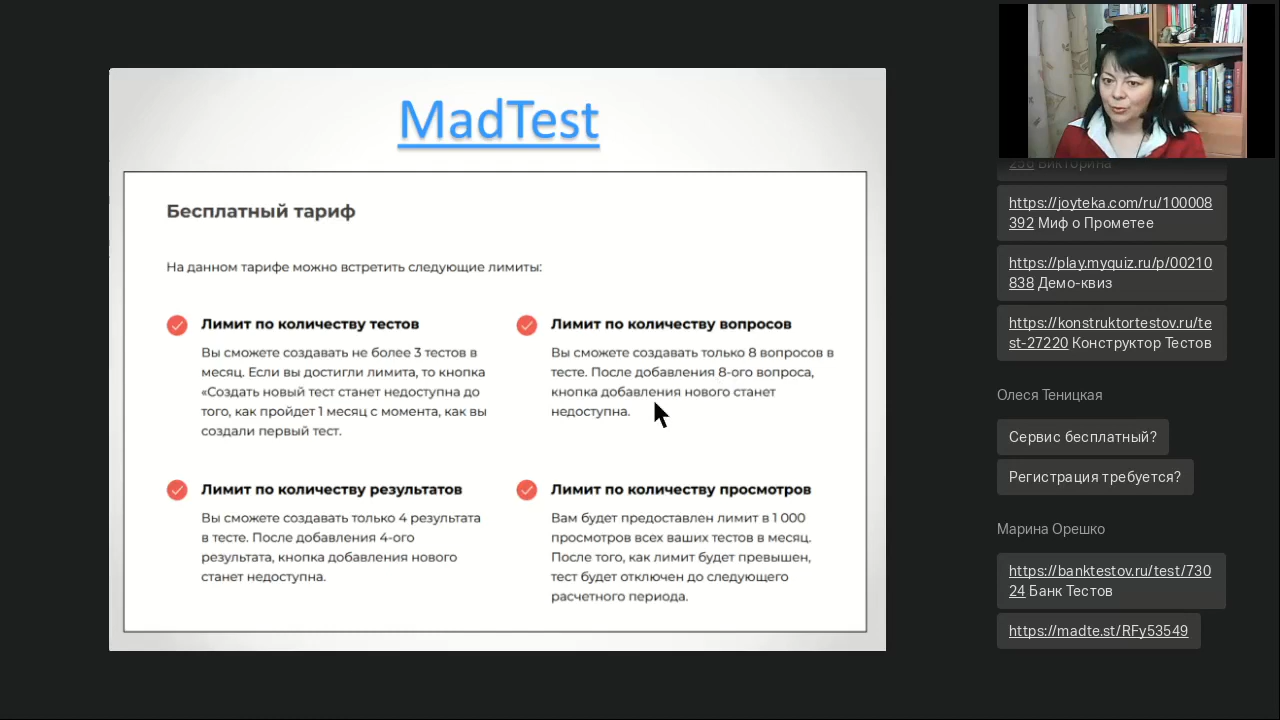 MadTest
Бесплатный тариф
На данном тарифе можно встретить следующие лимиты:
Лимит по количеству тестов
Вы сможете создавать не более 3 тестов в
месяц. Если вы достигли лимита, то кнопка
«Создать новый тест станет недоступна до
того, как пройдет 1 месяц с момента, как вы
создали первый тест.
Лимит по количеству вопросов
Вы сможете создавать только 8 вопросов в
тесте. После добавления 8-ого вопроса,
кнопка добавления нового станет
недоступна.
Лимит по количеству результатов
Вы сможете создавать только 4 результата
в тесте. После добавления 4-ого
результата, кнопка добавления нового
станет недоступна.
Лимит по количеству просмотров
Вам будет предоставлен лимит в 1 000
просмотров всех ваших тестов в месяц.
После того, как лимит будет превышен,
тест будет отключен до следующего
расчетного периода.
Викторина
https://joyteka.com/ru/100008
392 Миф о Прометее
https://play.myquiz.ru/p/00210
838 Демо-квиз
https://konstruktortestov.ru/te
st-27220 Конструктор Тестов
Олеся Теницкая
Сервис бесплатный?
Регистрация требуется?
Марина Орешко
https://banktestov.ru/test/730
24 Банк Тестов
https://madte.st/RFy53549